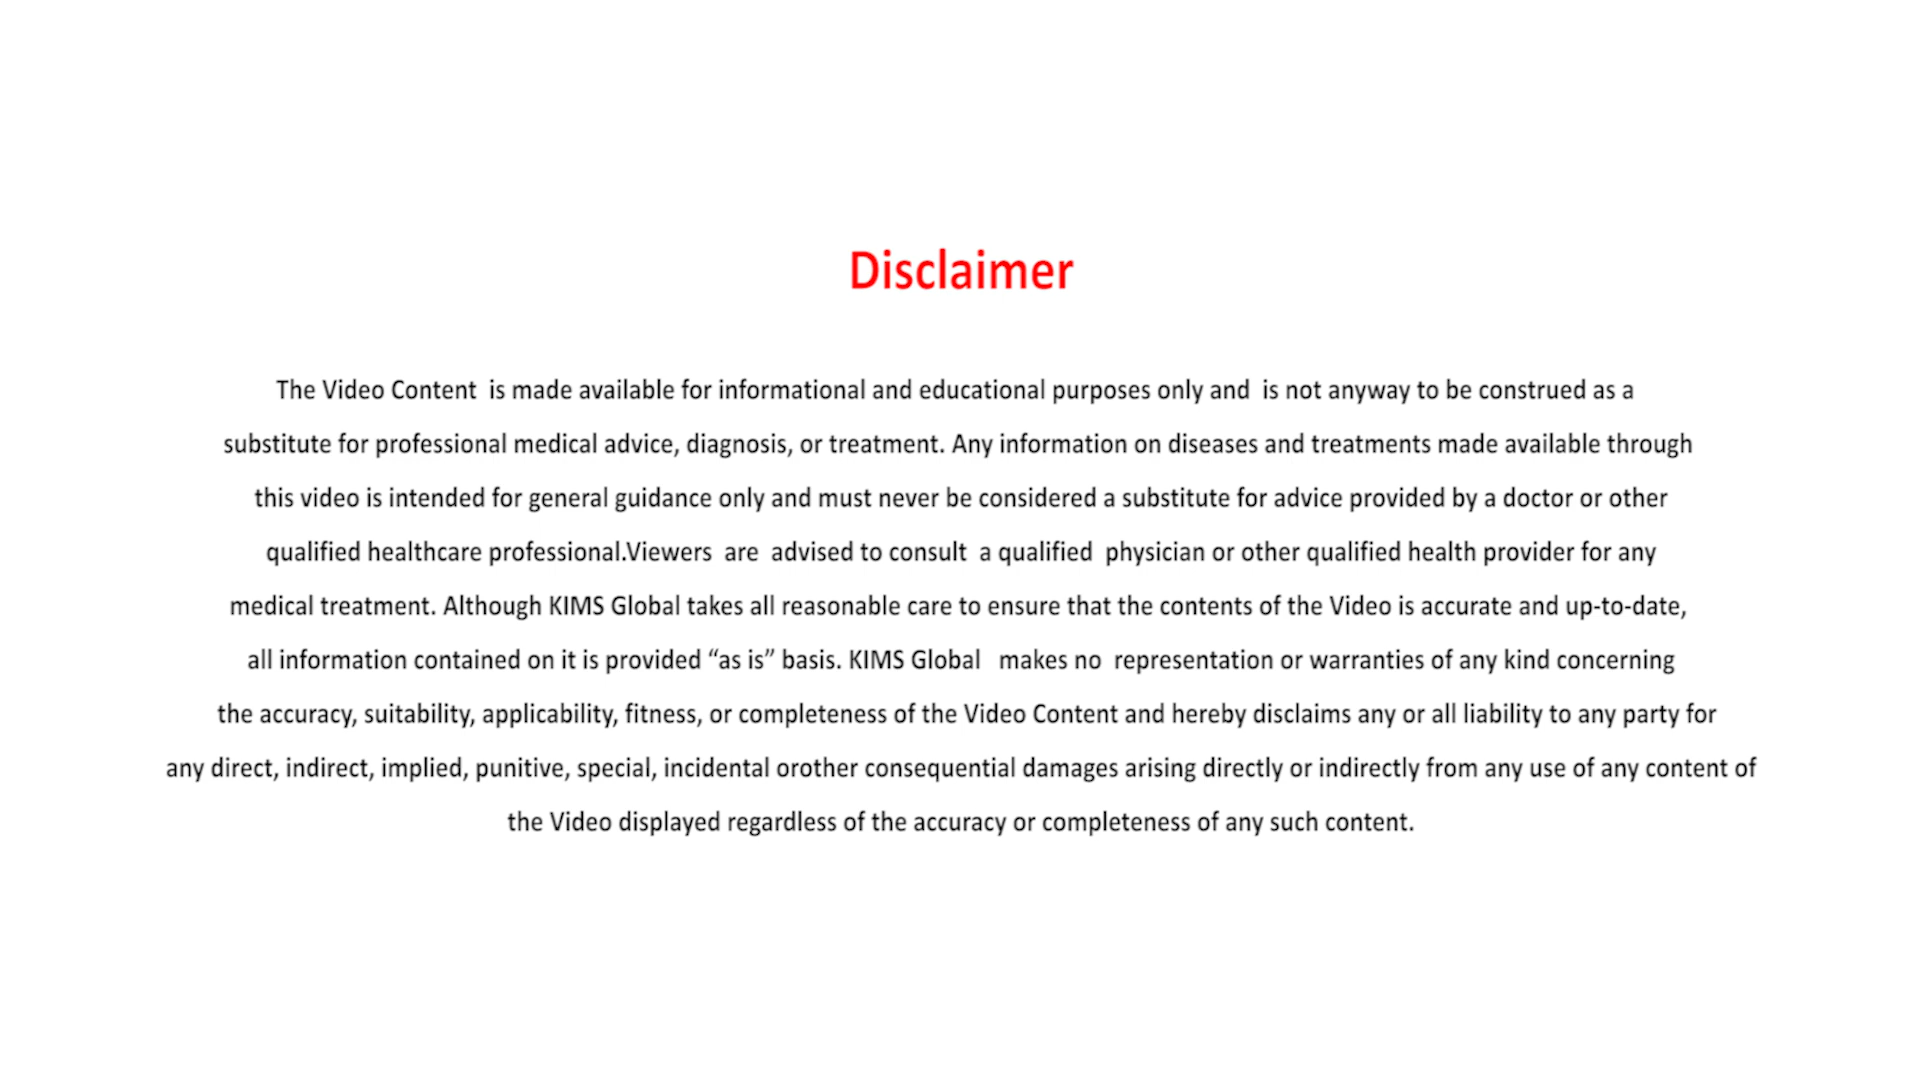 Disclaimer
The Video Content  is made available for informational and educational purposes only and  is not anyway to be construed as a
substitute for professional medical advice, diagnosis, or treatment. Any information on diseases and treatments made available through
this video is intended for general guidance only and must never be considered a substitute for advice provided by a doctor or other
qualified healthcare professional.Viewers  are  advised to consult  a qualified  physician or other qualified health provider for any
medical treatment. Although KIMS Global takes all reasonable care to ensure that the contents of the Video is accurate and up-to-date,
all information contained on it is provided “as is” basis. KIMS Global   makes no  representation or warranties of any kind concerning
the accuracy, suitability, applicability, fitness, or completeness of the Video Content and hereby disclaims any or all liability to any party for
any direct, indirect, implied, punitive, special, incidental orother consequential damages arising directly or indirectly from any use of any content of
the Video displayed regardless of the accuracy or completeness of any such content.